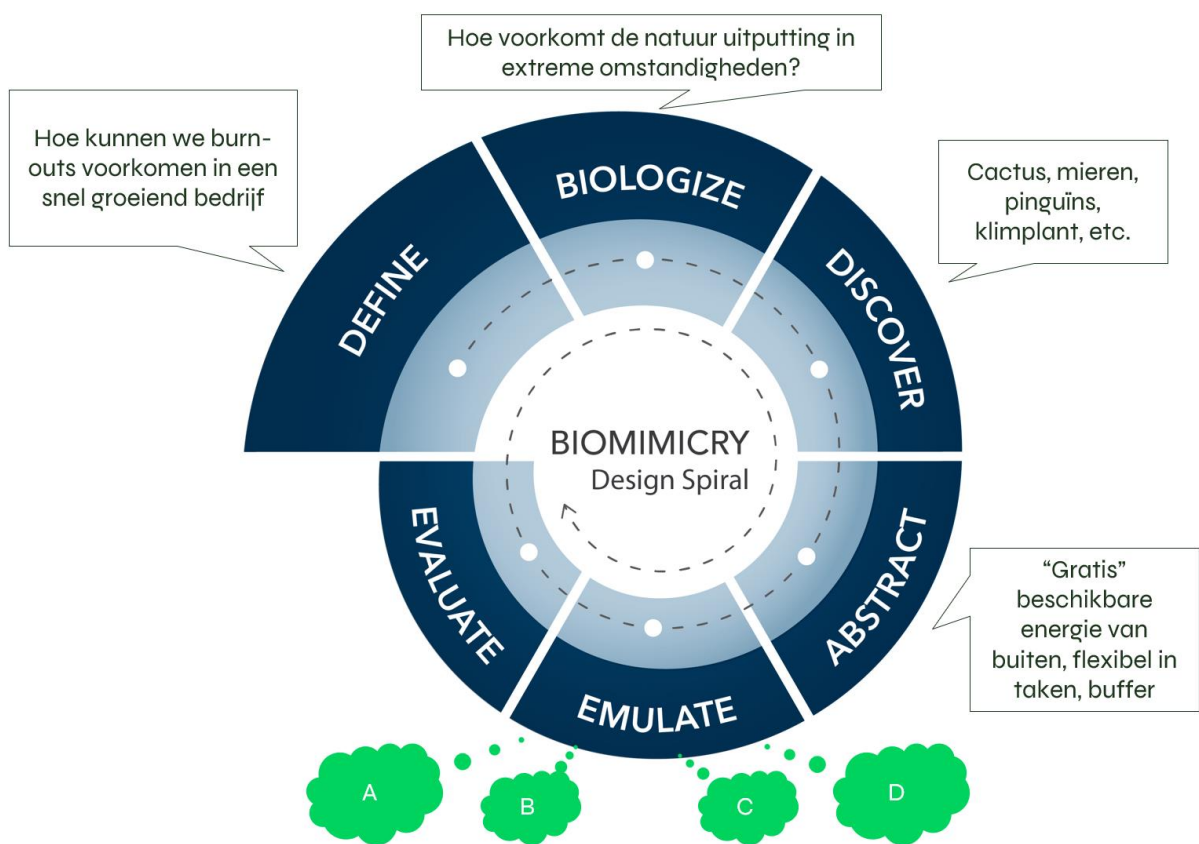 Hoe voorkomt de natuur uitputting in
extreme omstandigheden?
Hoe kunnen we burn-
outs voorkomen in een
snel groeiend bedrijf
Cactus, mieren,
pinguïns,
klimplant, etc.
BIOLOGIZE
DEFINE
DISCOVER
BIOMIMICRY
Design Spiral
EVALUATE
ABSTRACT
EMULATE
“Gratis”
beschikbare
energie van
buiten, flexibel in
taken, buffer
A
B
C
D